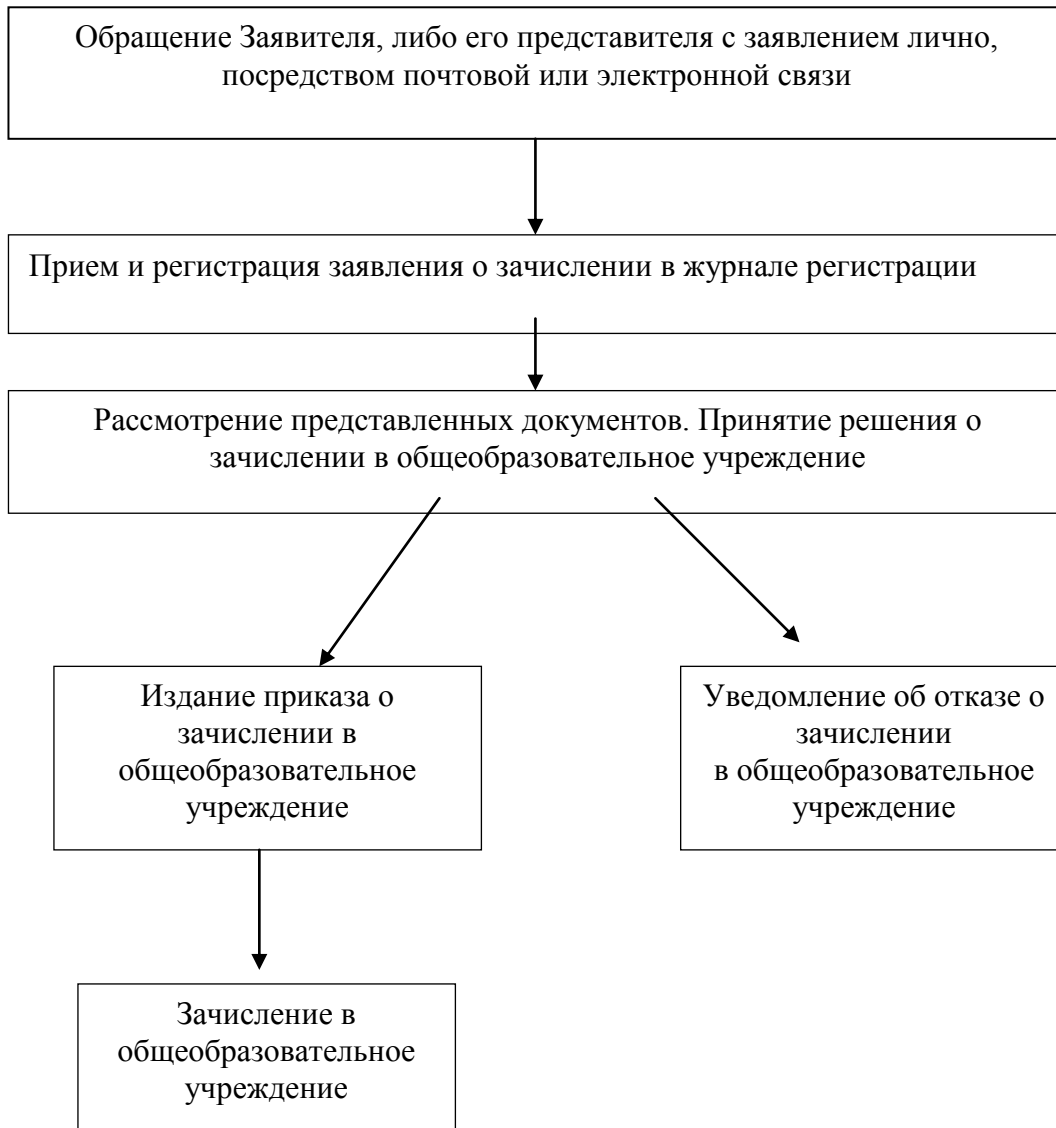 Обращение Заявителя, либо его представителя с заявлением лично,
посредством почтовой или электронной связи
Прием и регистрация заявления о зачислении в журнале регистрации
Рассмотрение представленных документов. Принятие решения о
зачислении в общеобразовательное учреждение
Издание приказа о
зачислении в
общеобразовательное
учреждение
Уведомление об отказе о
зачислении
в общеобразовательное
учреждение
Зачисление в
общеобразовательное
учреждение